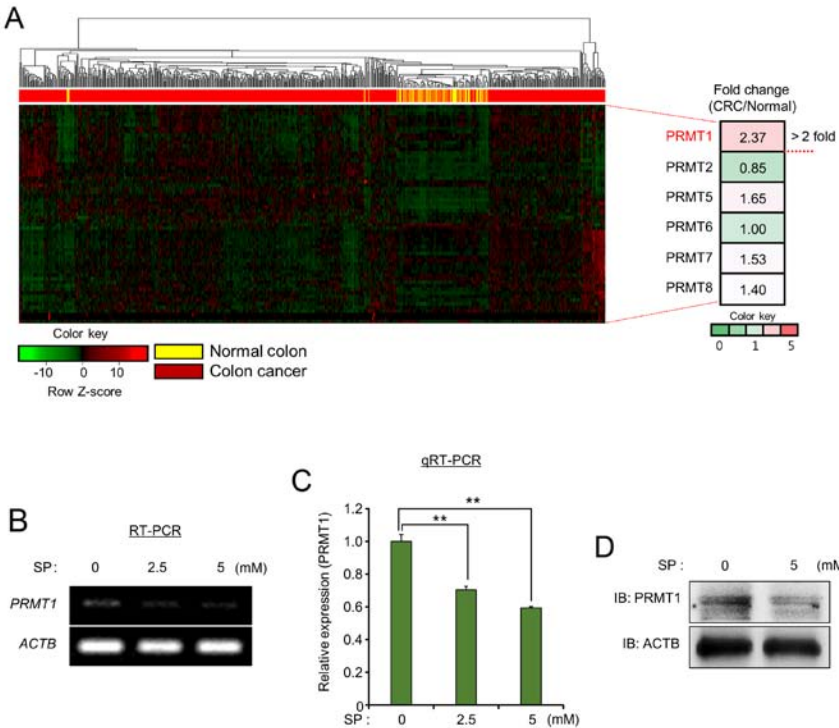 A
Fold change
(CRC/Normal)
PRMT1 2.37 > 2 fold
PRMT2 0.85
PRMT5 1.65
PRMT6 1.00
PRMT7 1.53
PRMT8 1.40
Color key
0 1 5
Color key
-10 0 10
Row Z-score
Normal colon
Colon cancer
B
RT-PCR
SP : 0 2.5 5 (mM)
PRMT1
ACTB
C
qRT-PCR
Relative expression (PRMT1)
1.2
1.0
0.8
0.6
0.4
0.2
0
**
**
SP : 0 2.5 5 (mM)
D
SP : 0 5 (mM
IB: PRMT1
IB: ACTB